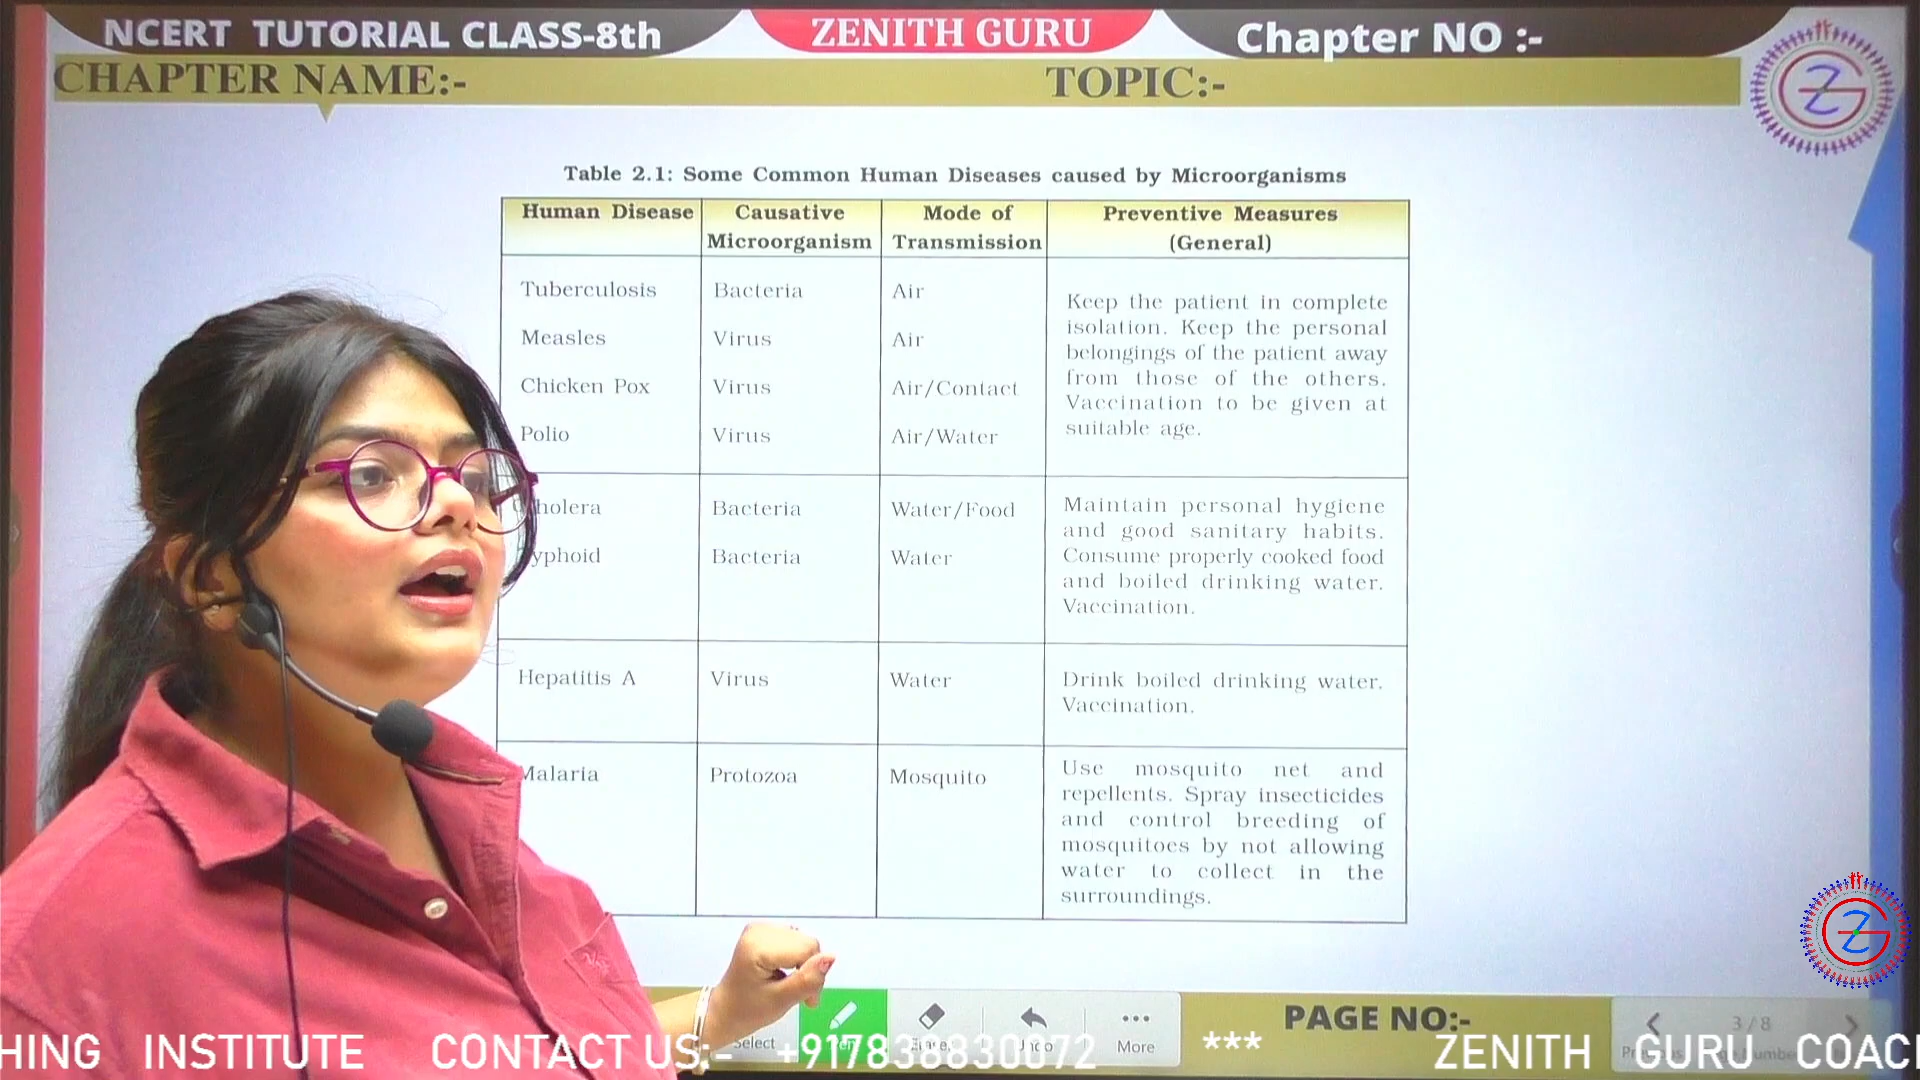 NCERT TUTORIAL CLASS-8th
ZENITH GURU
Chapter NO :-
CHAPTER NAME:-
TOPIC:-
Table 2.1: Some Common Human Diseases caused by Microorganisms
Human Disease
Causative
Microorganism
Mode of
Transmission
Preventive Measures
(General)
Tuberculosis Bacteria Air
Measles Virus Air
Chicken Pox Virus Air/Contact
Polio Virus Air/Water
Keep the patient in complete
isolation. Keep the personal
belongings of the patient away
from those of the others.
Vaccination to be given at
suitable age.
holera Bacteria Water/Food
yphoid Bacteria Water
Maintain personal hygiene
and good sanitary habits.
Consume properly cooked food
and boiled drinking water.
Vaccination.
Hepatitis A Virus Water
Drink boiled drinking water.
Vaccination.
Malaria Protozoa Mosquito
Use mosquito net and
repellents. Spray insecticides
and control breeding of
mosquitoes by not allowing
water to collect in the
surroundings.
PAGE NO:-
3/8
Select
More
HING INSTITUTE CONTACT US:- +917838830072 *** ZENITH GURU COACH